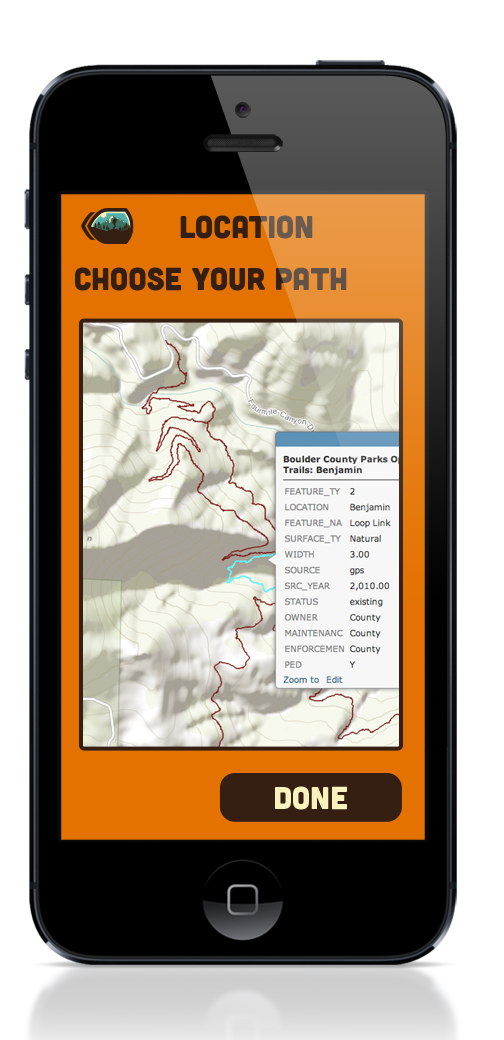 LOCATION
CHOOSE YOUR PATH
Fourmile-Canyon-D
n
Boulder County Parks Op
Trails: Benjamin
FEATURE_TY 2
LOCATION Benjamin
FEATURE_NA Loop Link
SURFACE_TY Natural
WIDTH 3.00
SOURCE gps
SRC_YEAR 2,010.00
STATUS existing
OWNER County
MAINTENANC County
ENFORCEMEN County
PED Y
Zoom to Edit
DONE